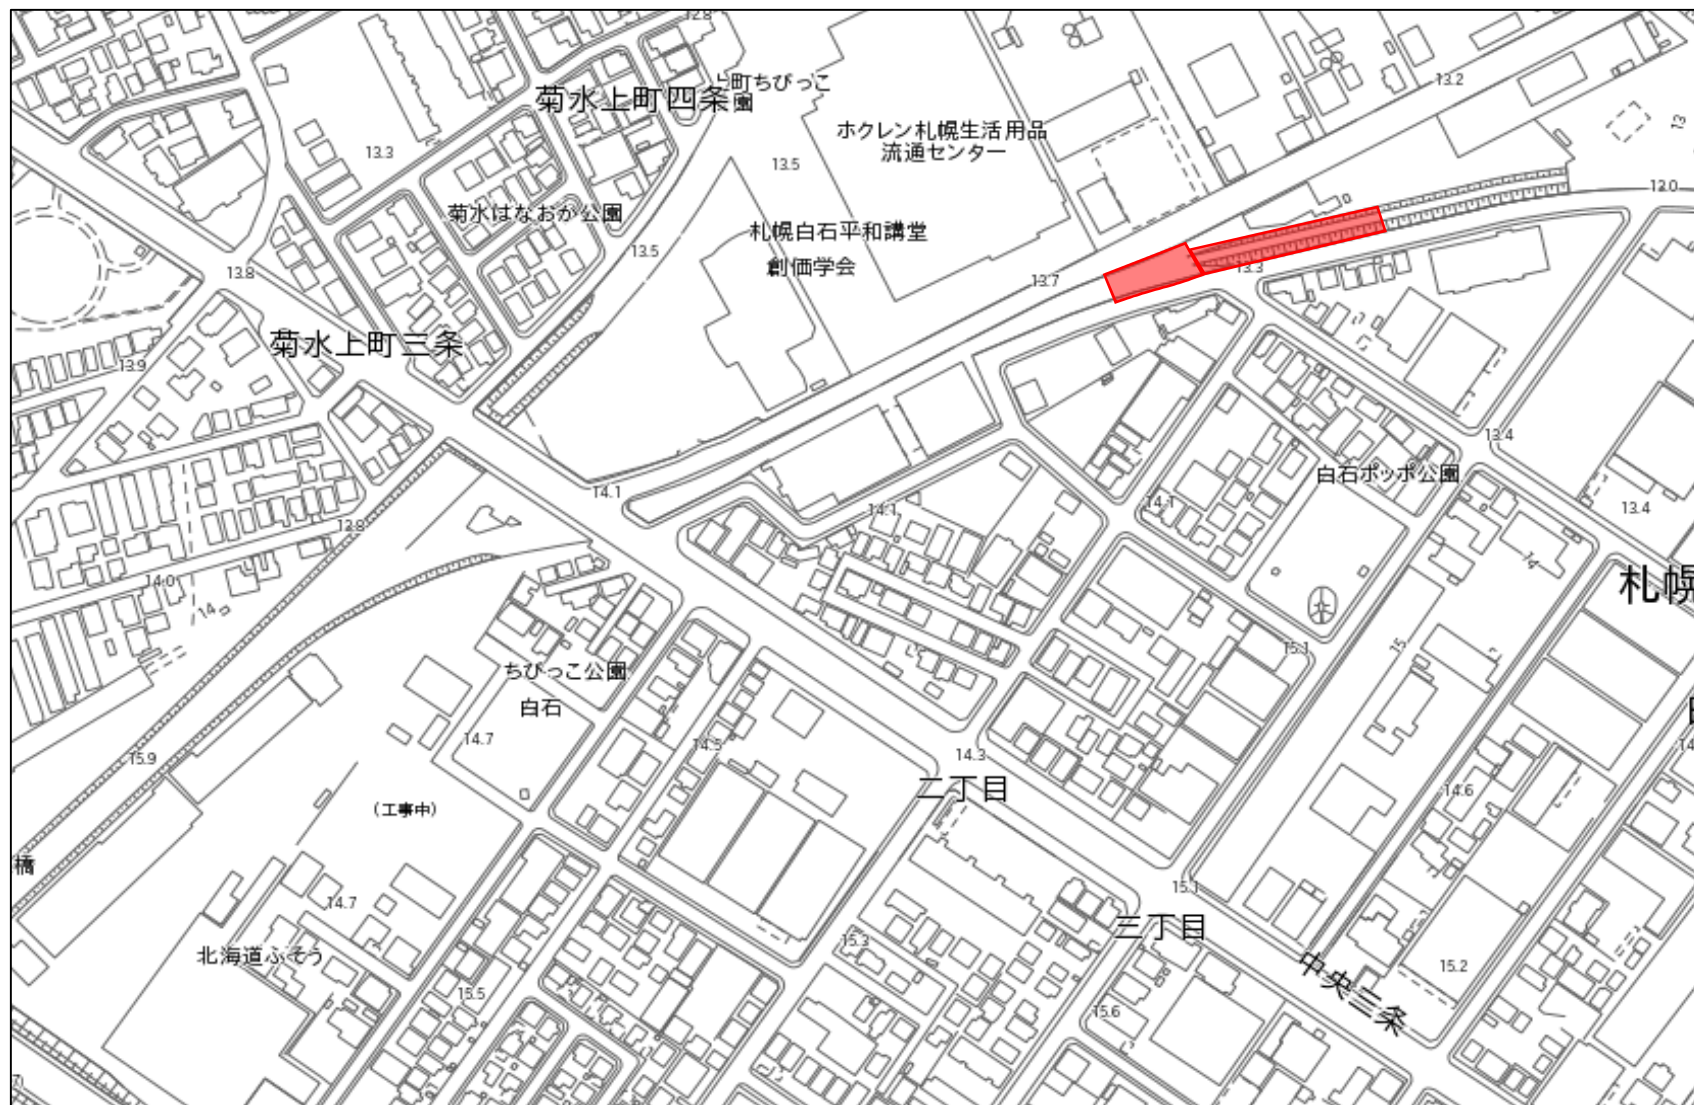 12.8
上町ちびっこ
園
菊水上町四条
13.2
13
ホクレン札幌生活用品
流通センター
13.3
13.5
13.0
菊水はなおか公園
札幌白石平和講堂
創価学会
13.5
13.8
13.7
13.3
菊水上町三条
13.9
13.4
白石ポッポ公園
14.1
14.1
14.1
13.4
13.8
14.0
14
14
札幌
15.1
15
ちびっこ公園
白石
14.7
14.5
14.3
15.9
二丁目
14.6
14
(工事中)
橋
15.1
14.7
三丁目
15.3
北海道ふそう
中央三条
15.2
15.5
15.6